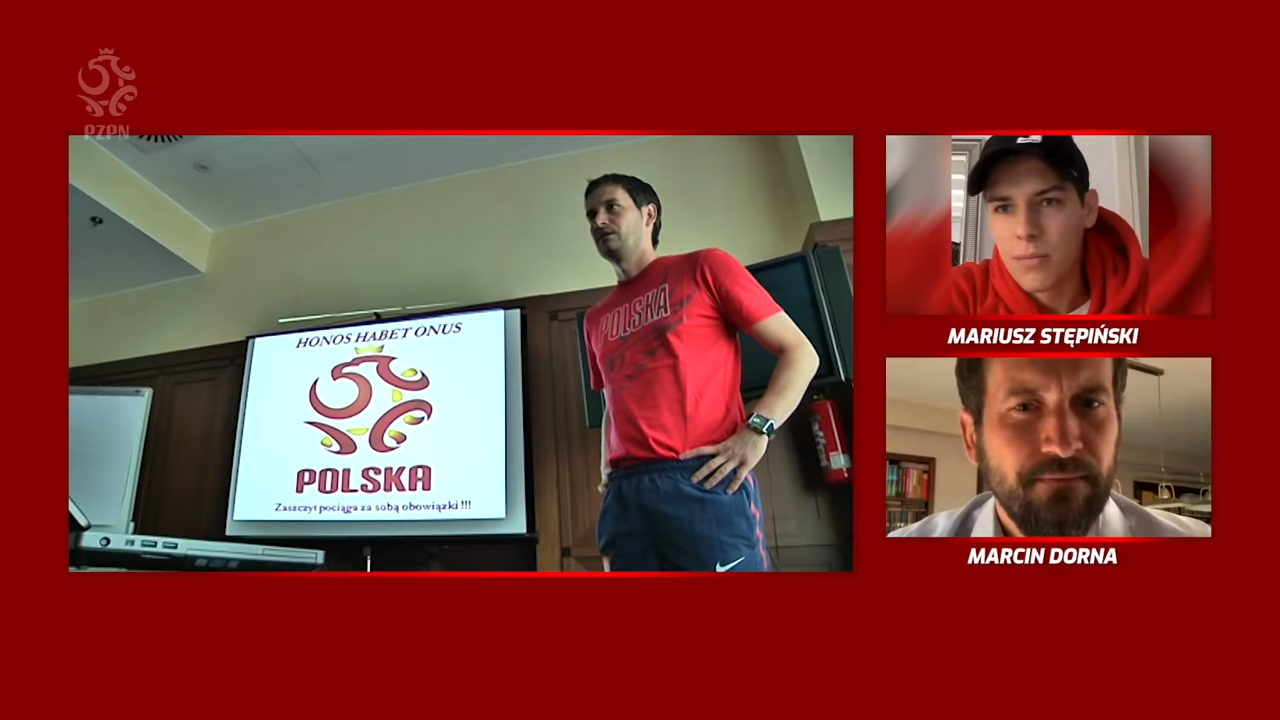 PZPN
HONOS HABET ONUS
POLSKA
Zaszczyt pociąga za sobą obowiązki !!!
POLSKA
MARIUSZ STĘPIŃSKI
MARCIN DORNA